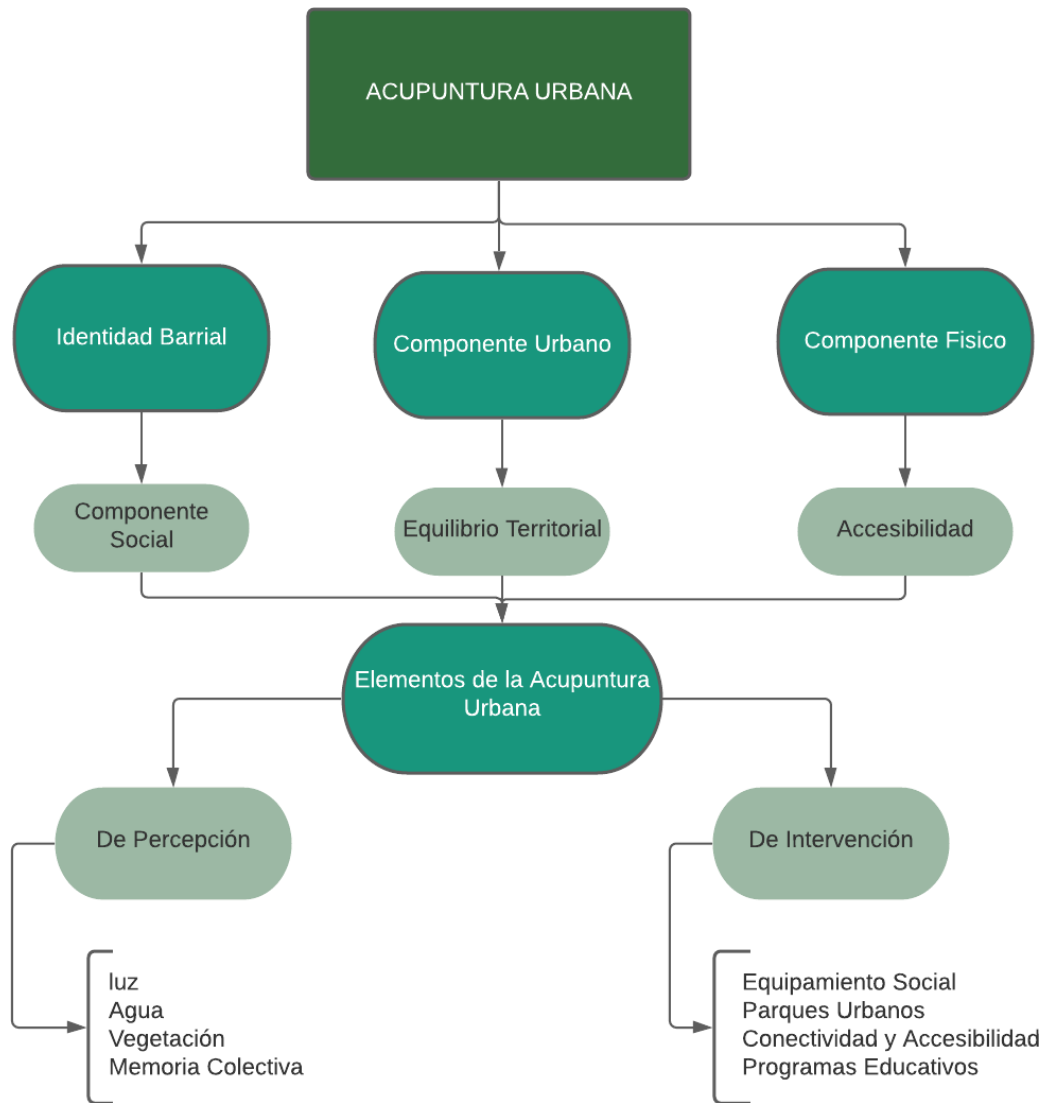 ACUPUNTURA URBANA
Identidad Barrial
Componente Urbano
Componente Fisico
Componente
Social
Equilibrio Territorial
Accesibilidad
Elementos de la Acupuntura
Urbana
De Percepción
De Intervención
luz
Agua
Vegetación
Memoria Colectiva
Equipamiento Social
Parques Urbanos
Conectividad y Accesibilidad
Programas Educativos